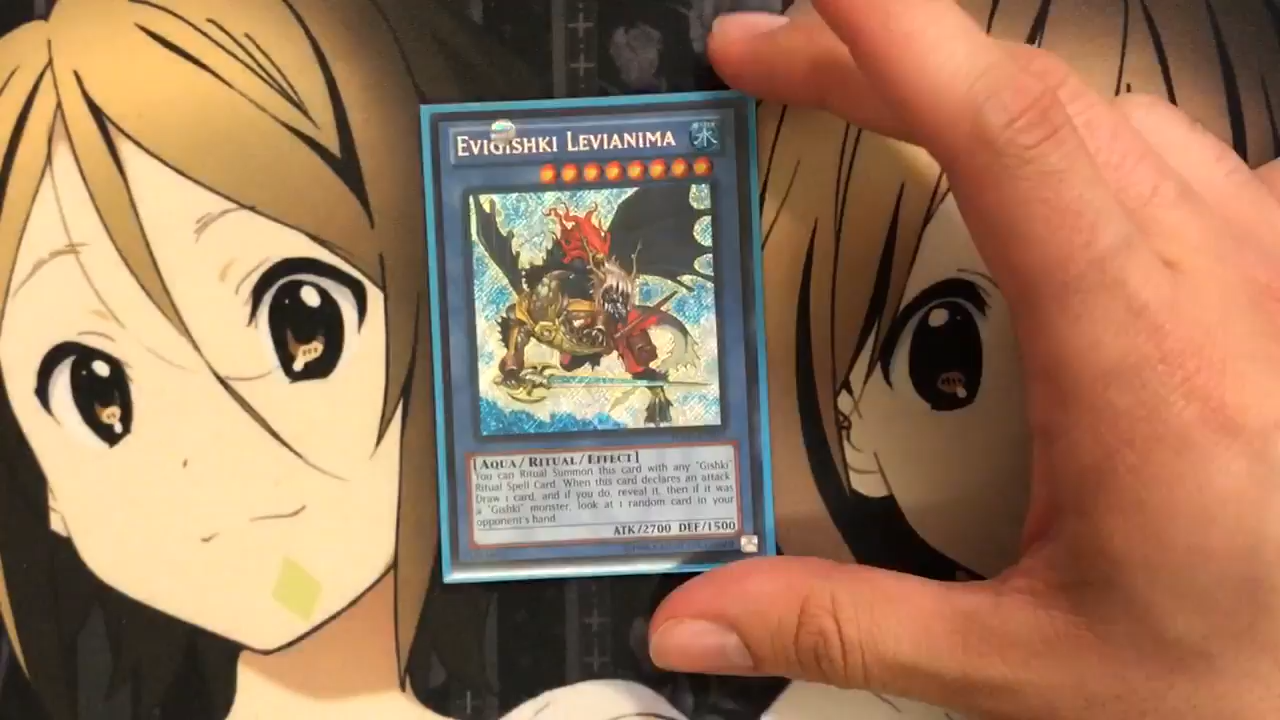 EVIGISHKI LEVIANIMA
水
[AQUA/RITUAL/EFFECT]
You can Ritual Summon this card with any "Gishki"
Ritual Spell Card. When this card declares an attack
Draw 1 card, and if you do, reveal it, then if it was
a "Gishki" monster, look at 1 random card in your
opponent's hand
ATK/2700 DEF/1500